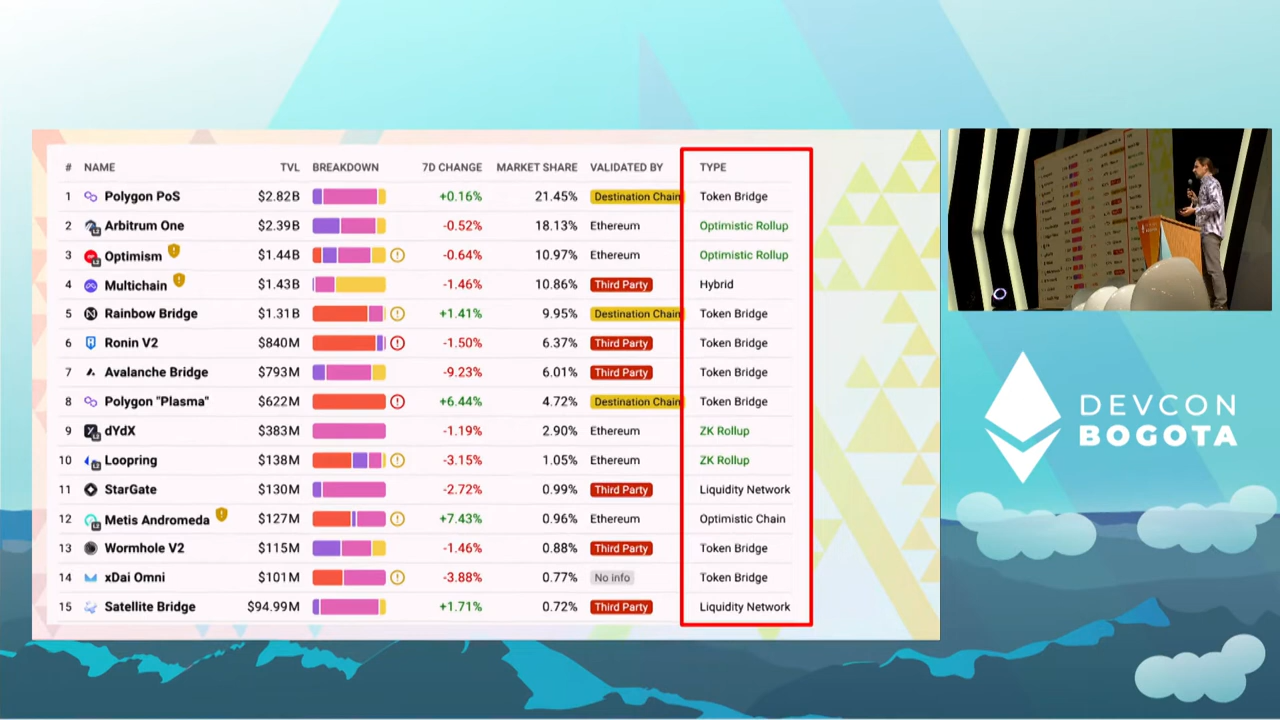 # NAME TVL BREAKDOWN 7D CHANGE MARKET SHARE VALIDATED BY TYPE
1 Polygon PoS $2.82B +0.16% 21.45% Destination Chain Token Bridge
2 Arbitrum One $2.39B -0.52% 18.13% Ethereum Optimistic Rollup
3 Optimism $1.44B -0.64% 10.97% Ethereum Optimistic Rollup
4 Multichain $1.43B -1.46% 10.86% Third Party Hybrid
5 Rainbow Bridge $1.31B +1.41% 9.95% Destination Chain Token Bridge
6 Ronin V2 $840M -1.50% 6.37% Third Party Token Bridge
7 Avalanche Bridge $793M -9.23% 6.01% Third Party Token Bridge
8 Polygon "Plasma" $622M +6.44% 4.72% Destination Chain Token Bridge
9 dYdX $383M -1.19% 2.90% Ethereum ZK Rollup
10 Loopring $138M -3.15% 1.05% Ethereum ZK Rollup
11 StarGate $130M -2.72% 0.99% Third Party Liquidity Network
12 Metis Andromeda $127M +7.43% 0.96% Ethereum Optimistic Chain
13 Wormhole V2 $115M -1.46% 0.88% Third Party Token Bridge
14 xDai Omni $101M -3.88% 0.77% No info Token Bridge
15 Satellite Bridge $94.99M +1.71% 0.72% Third Party Liquidity Network
DEVCON
BOGOTA